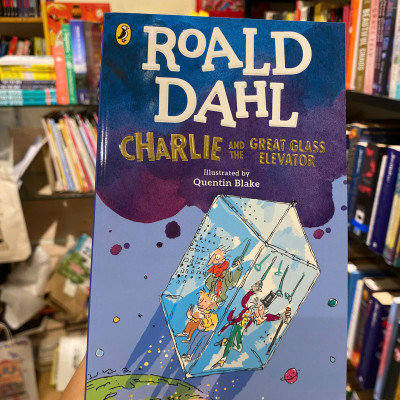 ROALD
DAHL
CHARLIE AND THE GREAT GLASS ELEVATOR
Illustrated by
Quentin Blake